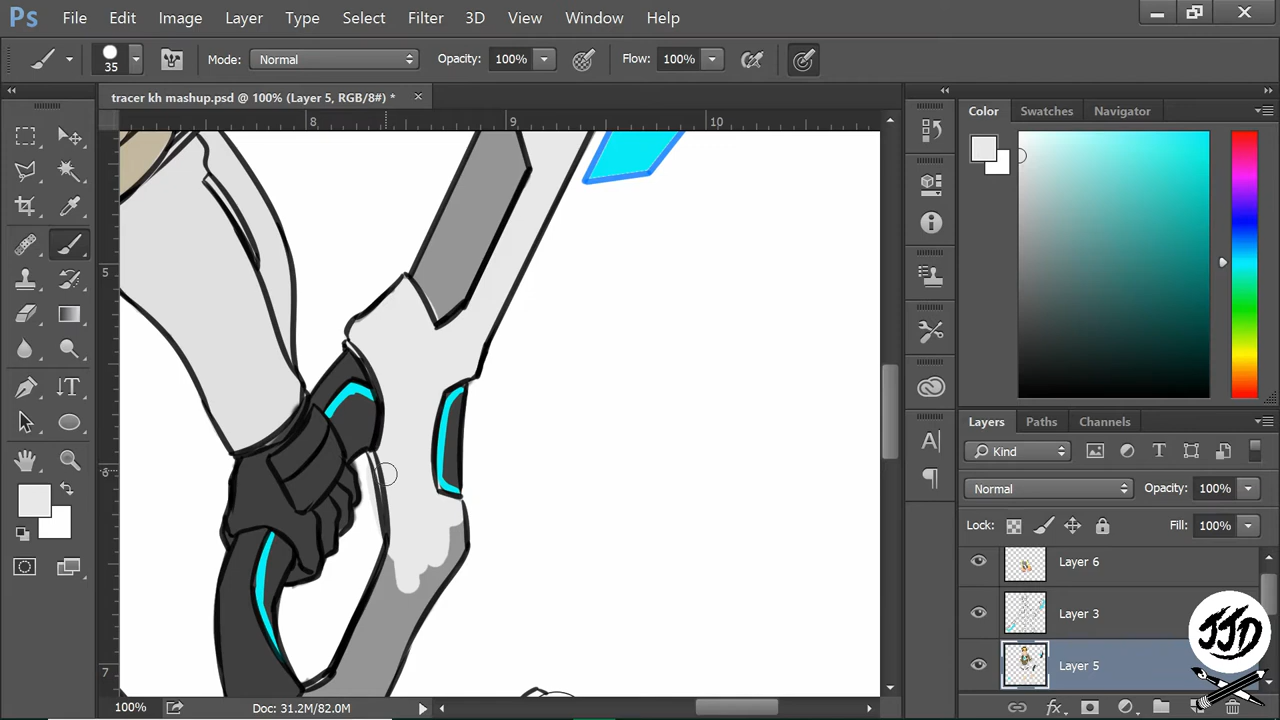 Ps File Edit Image Layer Type Select Filter 3D View Window Help
35 Mode: Normal Opacity: 100% Flow: 100%
tracer kh mashup.psd @ 100% (Layer 5, RGB/8#) *
8 9 10
5
6
7
Color Swatches Navigator
Layers Paths Channels
Kind
Normal Opacity: 100%
Lock: Fill: 100%
Layer 6
Layer 3
Layer 5
JJD
100% Doc: 31.2M/82.0M